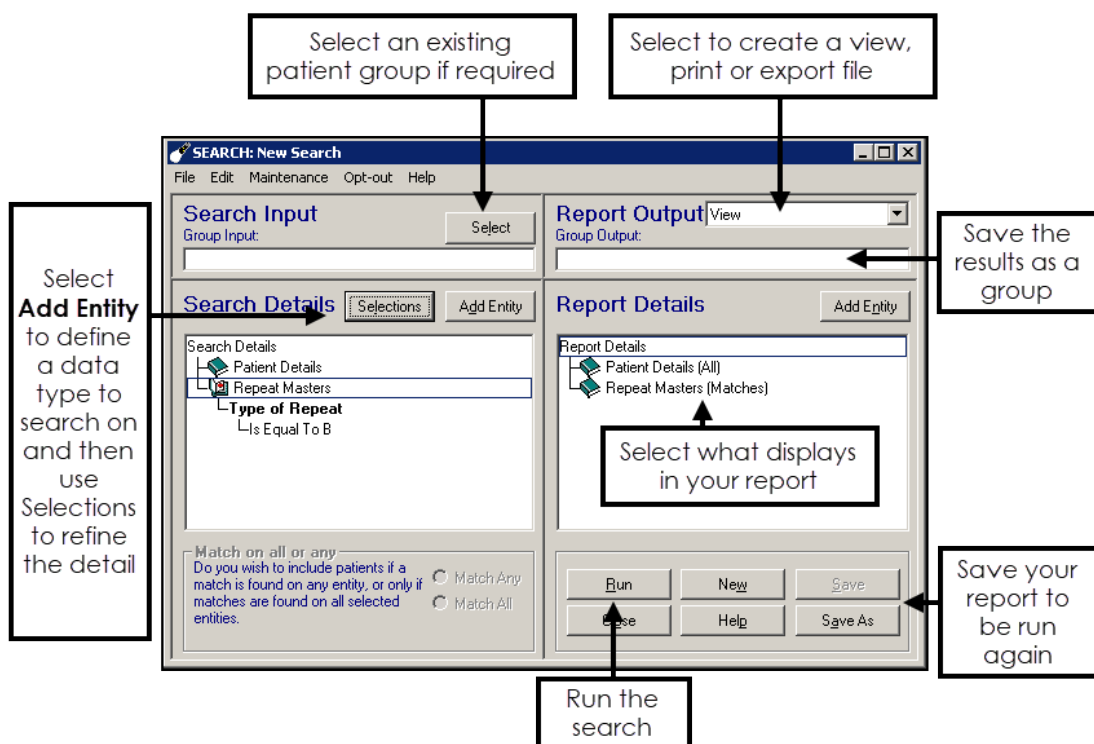 Select an existing
patient group if required
Select to create a view,
print or export file
SEARCH: New Search
File Edit Maintenance Opt-out Help
Search Input
Group Input:
Select
Report Output
View
Group Output:
Save the
results as a
group
Select
Add Entity
to define
a data
type to
search on
and then
use
Selections
to refine
the detail
Search Details
Selections
Add Entity
Search Details
Patient Details
Repeat Masters
Type of Repeat
Is Equal To B
Report Details
Add Entity
Report Details
Patient Details (All)
Repeat Masters (Matches)
Select what displays
in your report
Match on all or any
Do you wish to include patients if a
match is found on any entity, or only if
matches are found on all selected
entities.
Match Any
Match All
Run
New
Save
Close
Help
Save As
Save your
report to
be run
again
Run the
search